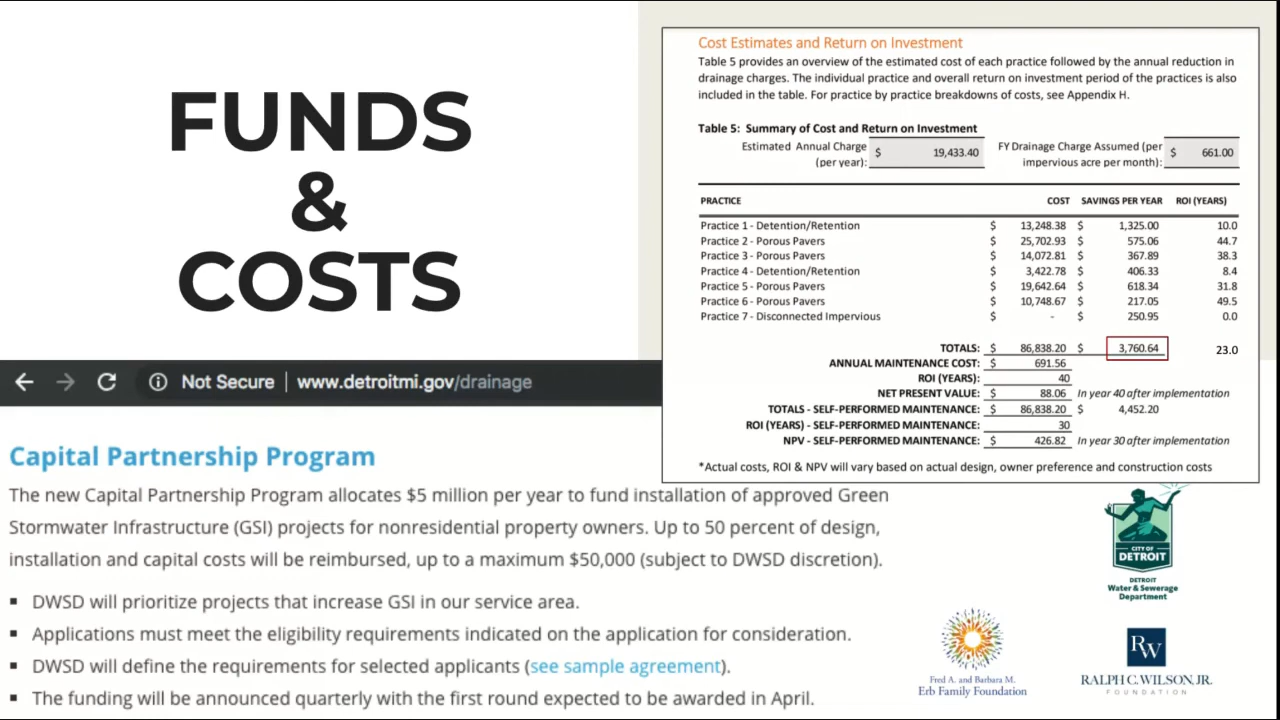 FUNDS
&
COSTS
Cost Estimates and Return on Investment
Table 5 provides an overview of the estimated cost of each practice followed by the annual reduction in
drainage charges. The individual practice and overall return on investment period of the practices is also
included in the table. For practice by practice breakdowns of costs, see Appendix H.
Table 5: Summary of Cost and Return on Investment
Estimated Annual Charge (per year): $ 19,433.40 FY Drainage Charge Assumed (per impervious acre per month): $ 661.00
PRACTICE COST SAVINGS PER YEAR ROI (YEARS)
Practice 1 - Detention/Retention $ 13,248.38 $ 1,325.00 10.0
Practice 2 - Porous Pavers $ 25,702.93 $ 575.06 44.7
Practice 3 - Porous Pavers $ 14,072.81 $ 367.89 38.3
Practice 4 - Detention/Retention $ 3,422.78 $ 406.33 8.4
Practice 5 - Porous Pavers $ 19,642.64 $ 618.34 31.8
Practice 6 - Porous Pavers $ 10,748.67 $ 217.05 49.5
Practice 7 - Disconnected Impervious $ - $ 250.95 0.0
TOTALS: $ 86,838.20 $ 3,760.64 23.0
ANNUAL MAINTENANCE COST: $ 691.56
ROI (YEARS): 40
NET PRESENT VALUE: $ 88.06 In year 40 after implementation
TOTALS - SELF-PERFORMED MAINTENANCE: $ 86,838.20 $ 4,452.20
ROI (YEARS) - SELF-PERFORMED MAINTENANCE: 30
NPV - SELF-PERFORMED MAINTENANCE: $ 426.82 In year 30 after implementation
*Actual costs, ROI & NPV will vary based on actual design, owner preference and construction costs
Not Secure | www.detroitmi.gov/drainage
Capital Partnership Program
The new Capital Partnership Program allocates $5 million per year to fund installation of approved Green
Stormwater Infrastructure (GSI) projects for nonresidential property owners. Up to 50 percent of design,
installation and capital costs will be reimbursed, up to a maximum $50,000 (subject to DWSD discretion).
▪ DWSD will prioritize projects that increase GSI in our service area.
▪ Applications must meet the eligibility requirements indicated on the application for consideration.
▪ DWSD will define the requirements for selected applicants (see sample agreement).
▪ The funding will be announced quarterly with the first round expected to be awarded in April.
CITY OF
DETROIT
DETROIT
Water & Sewerage
Department
Fred A. and Barbara M.
Erb Family Foundation
RW
RALPH C. WILSON, JR.
FOUNDATION